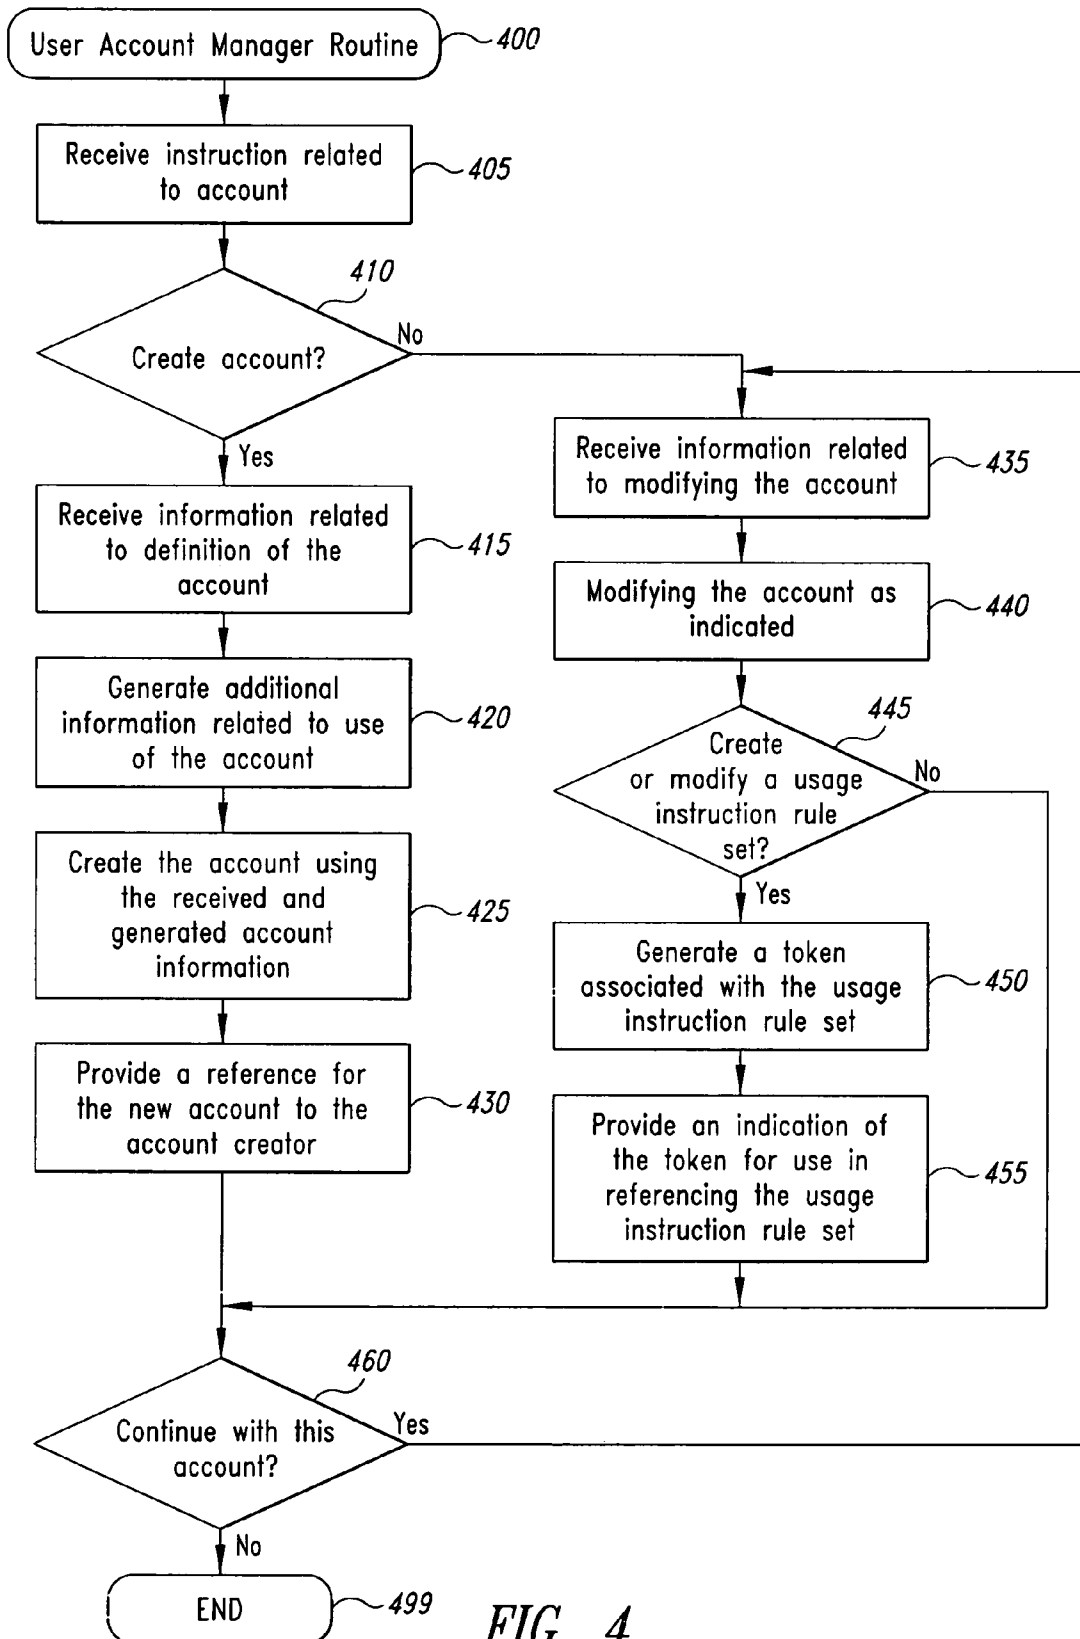 User Account Manager Routine
400
Receive instruction related
to account
405
410
Create account?
No
Yes
Receive information related
to definition of the
account
415
Generate additional
information related to use
of the account
420
Create the account using
the received and
generated account
information
425
Provide a reference for
the new account to the
account creator
430
Receive information related
to modifying the account
435
Modifying the account as
indicated
440
445
Create
or modify a usage
instruction rule
set?
No
Yes
Generate a token
associated with the usage
instruction rule set
450
Provide an indication of
the token for use in
referencing the usage
instruction rule set
455
460
Continue with this
account?
Yes
No
END
499
FIG. 4